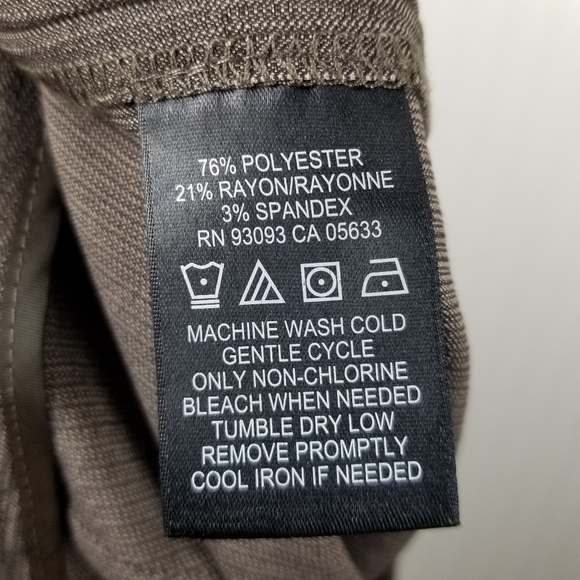 76% POLYESTER
21% RAYON/RAYONNE
3% SPANDEX
RN 93093 CA 05633
MACHINE WASH COLD
GENTLE CYCLE
ONLY NON-CHLORINE
BLEACH WHEN NEEDED
TUMBLE DRY LOW
REMOVE PROMPTLY
COOL IRON IF NEEDED